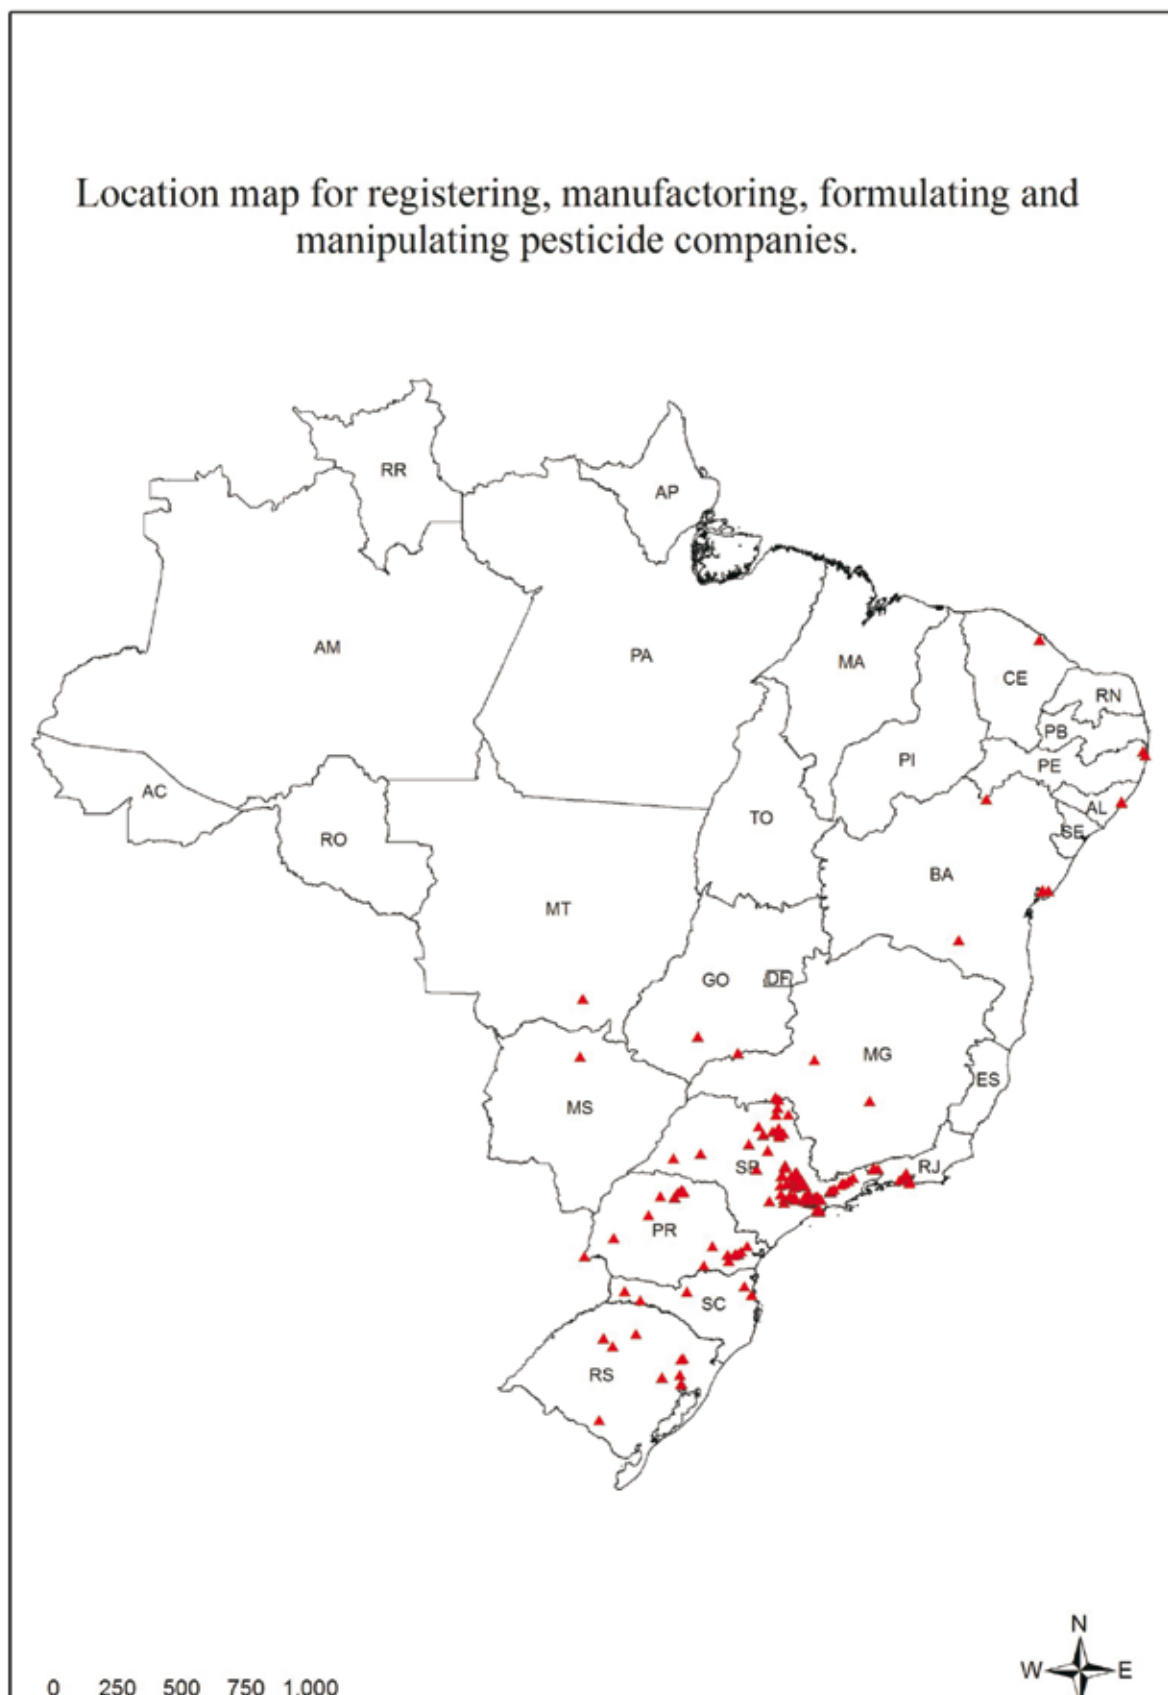 Location map for registering, manufactoring, formulating and
manipulating pesticide companies.
RR
AP
AM
PA
MA
CE
RN
PB
PE
PI
AL
SE
AC
RO
TO
BA
MT
GO
DF
MG
ES
MS
SP
RJ
PR
SC
RS
N
W E
0 250 500 750 1.000